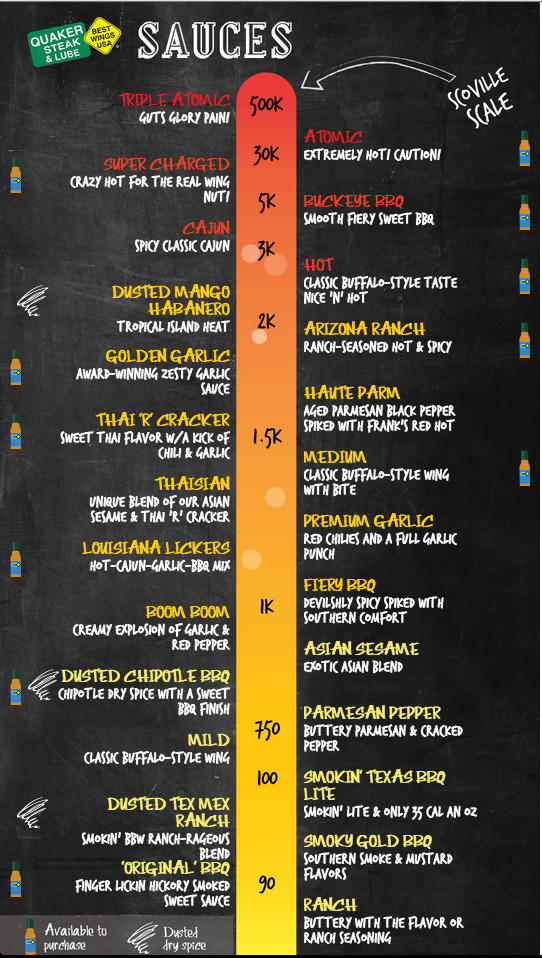 QUAKER
STEAK
& LUBE
BEST
WINGS
USA
SAUCES
SCOVILLE
SCALE
TRIPLE ATOMIC
GUTS GLORY PAIN!
500K
ATOMIC
EXTREMELY HOT! CAUTION!
30K
SUPER CHARGED
CRAZY HOT FOR THE REAL WING
NUT!
5K
BUCKEYE BBQ
SMOOTH FIERY SWEET BBQ
CAJUN
SPICY CLASSIC CAJUN
3K
HOT
CLASSIC BUFFALO-STYLE TASTE
NICE 'N' HOT
DUSTED MANGO
HABANERO
TROPICAL ISLAND HEAT
2K
ARIZONA RANCH
RANCH-SEASONED HOT & SPICY
GOLDEN GARLIC
AWARD-WINNING ZESTY GARLIC
SAUCE
HAUTE PARM
AGED PARMESAN BLACK PEPPER
SPIKED WITH FRANK'S RED HOT
THAI 'R' CRACKER
SWEET THAI FLAVOR W/A KICK OF
CHILI & GARLIC
1.5K
MEDIUM
CLASSIC BUFFALO-STYLE WING
WITH BITE
THAISIAN
UNIQUE BLEND OF OUR ASIAN
SESAME & THAI 'R' CRACKER
PREMIUM GARLIC
RED CHILIES AND A FULL GARLIC
PUNCH
LOUISIANA LICKERS
HOT-CAJUN-GARLIC-BBQ MIX
FIERY BBQ
DEVILSHLY SPICY SPIKED WITH
SOUTHERN COMFORT
1K
BOOM BOOM
CREAMY EXPLOSION OF GARLIC &
RED PEPPER
ASIAN SESAME
EXOTIC ASIAN BLEND
DUSTED CHIPOTLE BBQ
CHIPOTLE DRY SPICE WITH A SWEET
BBQ FINISH
PARMESAN PEPPER
BUTTERY PARMESAN & CRACKED
PEPPER
750
MILD
CLASSIC BUFFALO-STYLE WING
100
SMOKIN' TEXAS BBQ
LITE
SMOKIN' LITE & ONLY 35 CAL AN OZ
DUSTED TEX MEX
RANCH
SMOKIN' BBW RANCH-RAGEOUS
BLEND
SMOKY GOLD BBQ
SOUTHERN SMOKE & MUSTARD
FLAVORS
'ORIGINAL' BBQ
FINGER LICKIN HICKORY SMOKED
SWEET SAUCE
90
RANCH
BUTTERY WITH THE FLAVOR OR
RANCH SEASONING
Available to
purchase
Dusted
dry spice